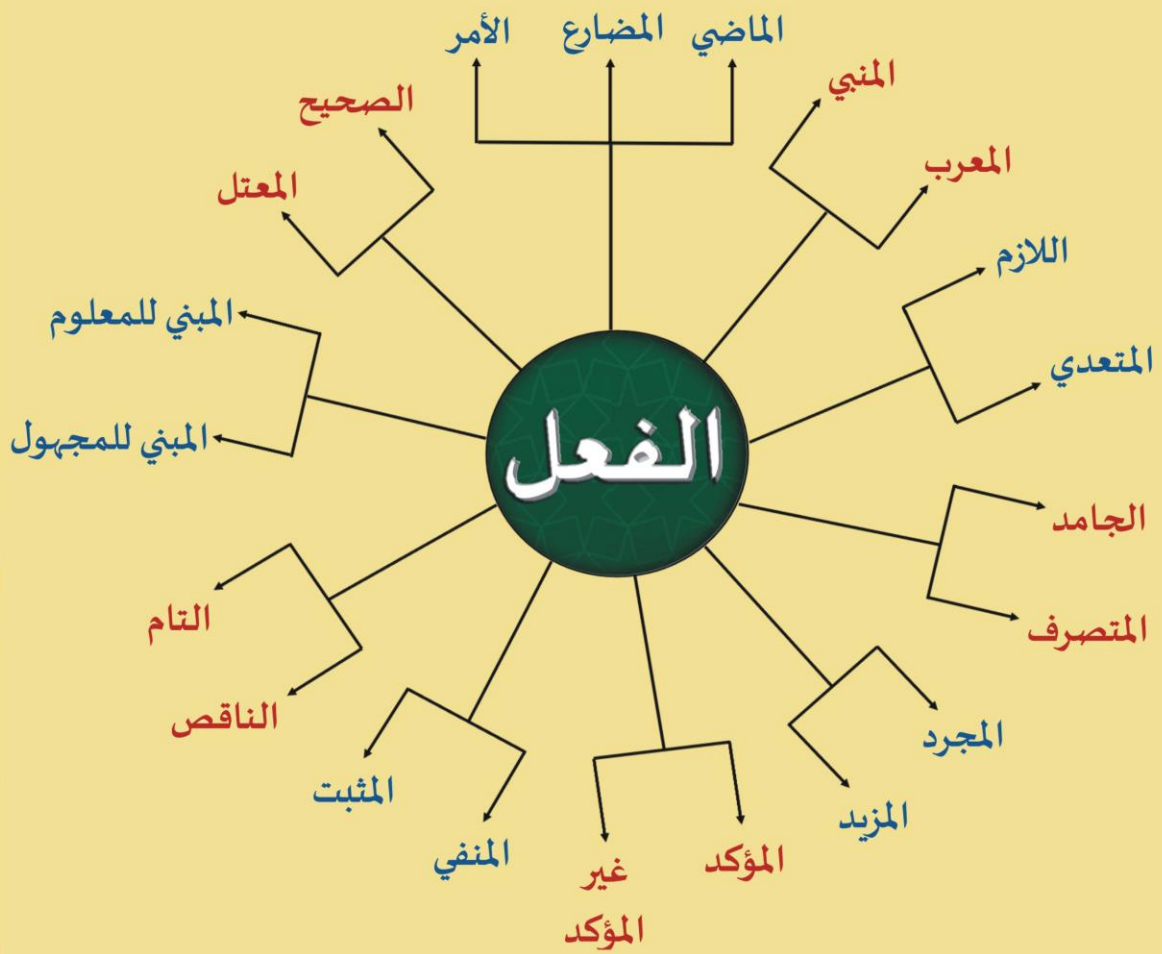 الماضي
المضارع
الأمر
المنبي
المعرب
اللازم
المتعدي
الجامد
المتصرف
المجرد
المزيد
المؤكد
غير
المؤكد
المنفي
المثبت
الناقص
التام
المبني للمجهول
المبني للمعلوم
المعتل
الصحيح
الفعل